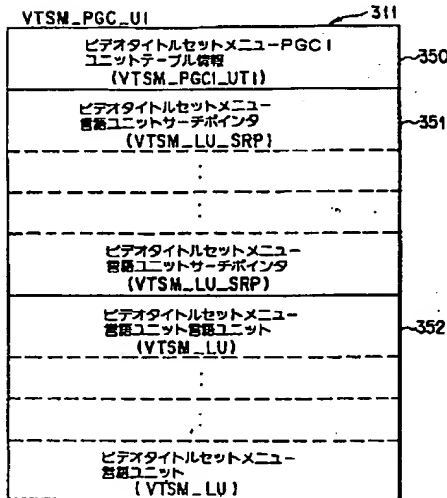 VTSM_PGC_UI
311
ビデオタイトルセットメニューPGCI
ユニットテーブル情報
(VTSM_PGCI_UTI)
350
ビデオタイトルセットメニュー
言語ユニットサーチポインタ
(VTSM_LU_SRP)
351
ビデオタイトルセットメニュー
言語ユニットサーチポインタ
(VTSM_LU_SRP)
ビデオタイトルセットメニュー
言語ユニット言語ユニット
(VTSM_LU)
352
ビデオタイトルセットメニュー
言語ユニット
(VTSM_LU)